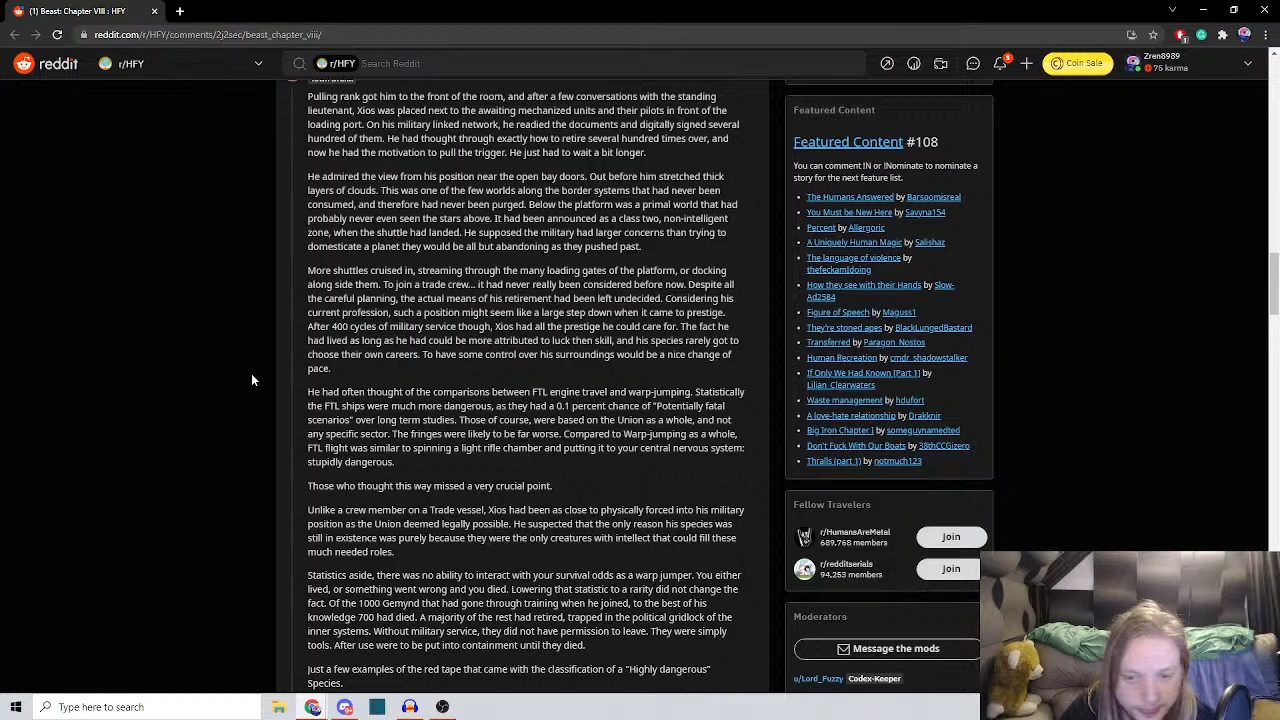 (1) Beast: Chapter VIII : HFY
reddit.com/r/HFY/comments/2j3sec/beast_chapter_viii/
reddit
r/HFY
r/HFY
Search Reddit
1
Coin Sale
Zren8989
75 karma
Pulling rank got him to the front of the room, and after a few conversations with the standing
lieutenant, Xios was placed next to the awaiting mechanized units and their pilots in front of the
loading port. On his military linked network, he readied the documents and digitally signed several
hundred of them. He had thought through exactly how to retire several hundred times over, and
now he had the motivation to pull the trigger. He just had to wait a bit longer.
He admired the view from his position near the open bay doors. Out before him stretched thick
layers of clouds. This was one of the few worlds along the border systems that had never been
consumed, and therefore had never been purged. Below the platform was a primal world that had
probably never even seen the stars above. It had been announced as a class two, non-intelligent
zone, when the shuttle had landed. He supposed the military had larger concerns than trying to
domesticate a planet they would be all but abandoning as they pushed past.
More shuttles cruised in, streaming through the many loading gates of the platform, or docking
along side them. To join a trade crew... it had never really been considered before now. Despite all
the careful planning, the actual means of his retirement had been left undecided. Considering his
current profession, such a position might seem like a large step down when it came to prestige.
After 400 cycles of military service though, Xios had all the prestige he could care for. The fact he
had lived as long as he had could be more attributed to luck then skill, and his species rarely got to
choose their own careers. To have some control over his surroundings would be a nice change of
pace.
He had often thought of the comparisons between FTL engine travel and warp-jumping. Statistically
the FTL ships were much more dangerous, as they had a 0.1 percent chance of "Potentially fatal
scenarios" over long term studies. Those of course, were based on the Union as a whole, and not
any specific sector. The fringes were likely to be far worse. Compared to Warp-jumping as a whole,
FTL flight was similar to spinning a light rifle chamber and putting it to your central nervous system:
stupidly dangerous.
Those who thought this way missed a very crucial point.
Unlike a crew member on a Trade vessel, Xios had been as close to physically forced into his military
position as the Union deemed legally possible. He suspected that the only reason his species was
still in existence was purely because they were the only creatures with intellect that could fill these
much needed roles.
Statistics aside, there was no ability to interact with your survival odds as a warp jumper. You either
lived, or something went wrong and you died. Lowering that statistic to a rarity did not change the
fact. Of the 1000 Gemynd that had gone through training when he joined, to the best of his
knowledge 700 had died. A majority of the rest had retired, trapped in the political gridlock of the
inner systems. Without military service, they did not have permission to leave. They were simply
tools. After use were to be put into containment until they died.
Just a few examples of the red tape that came with the classification of a "Highly dangerous"
Species.
Featured Content
Featured Content #108
You can comment !N or !Nominate to nominate a
story for the next feature list.
The Humans Answered by Barsoomisreal
You Must be New Here by Savyna154
Percent by Allergoric
A Uniquely Human Magic by Salishaz
The language of violence by
thefeckamIdoing
How they see with their Hands by Slow-
Ad2584
Figure of Speech by Maguss1
They're stoned apes by BlackLungedBastard
Transferred by Paragon_Nostos
Human Recreation by cmdr_shadowstalker
If Only We Had Known [Part 1] by
Lilian_Clearwaters
Waste management by hdufort
A love-hate relationship by Drakknir
Big Iron Chapter I by someguynamedted
Don't Fuck With Our Boats by 38thCCGizero
Thralls (part 1) by notmuch123
Fellow Travelers
r/HumansAreMetal
689,768 members
Join
r/redditserials
94,253 members
Join
Moderators
Message the mods
u/Lord_Fuzzy Codex-Keeper
Type here to search